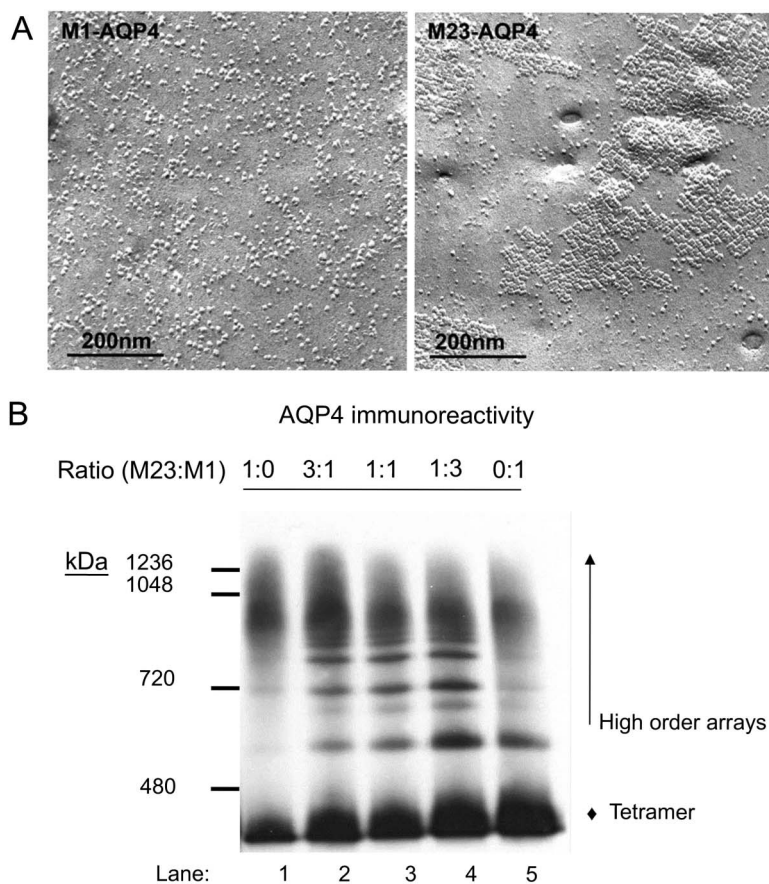 A
M1-AQP4
M23-AQP4
200nm
200nm
B
AQP4 immunoreactivity
Ratio (M23:M1) 1:0 3:1 1:1 1:3 0:1
kDa
1236
1048
720
480
High order arrays
♦ Tetramer
Lane: 1 2 3 4 5